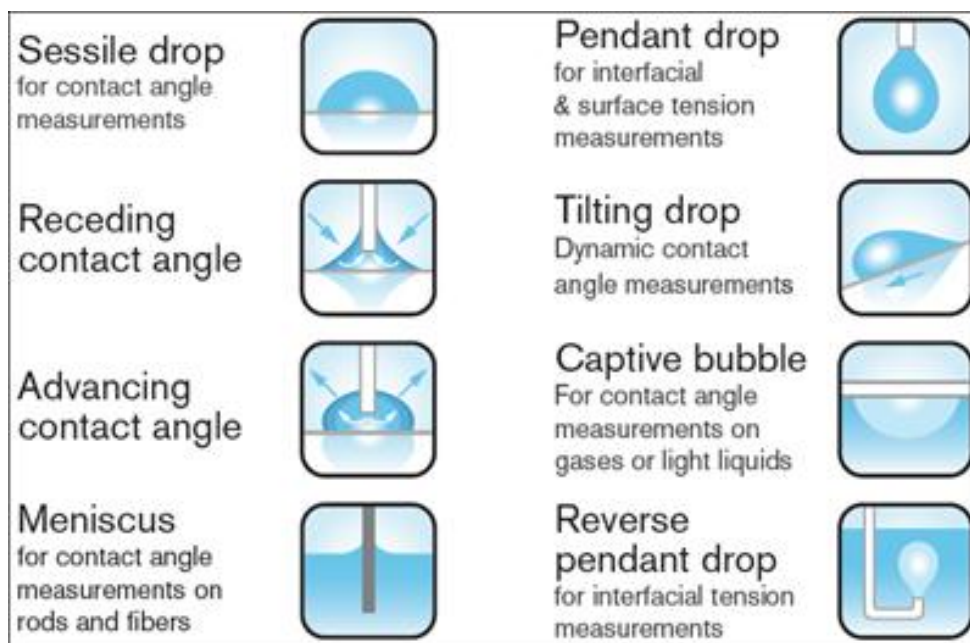 Sessile drop
for contact angle
measurements
Receding
contact angle
Advancing
contact angle
Meniscus
for contact angle
measurements on
rods and fibers
Pendant drop
for interfacial
& surface tension
measurements
Tilting drop
Dynamic contact
angle measurements
Captive bubble
For contact angle
measurements on
gases or light liquids
Reverse
pendant drop
for interfacial tension
measurements